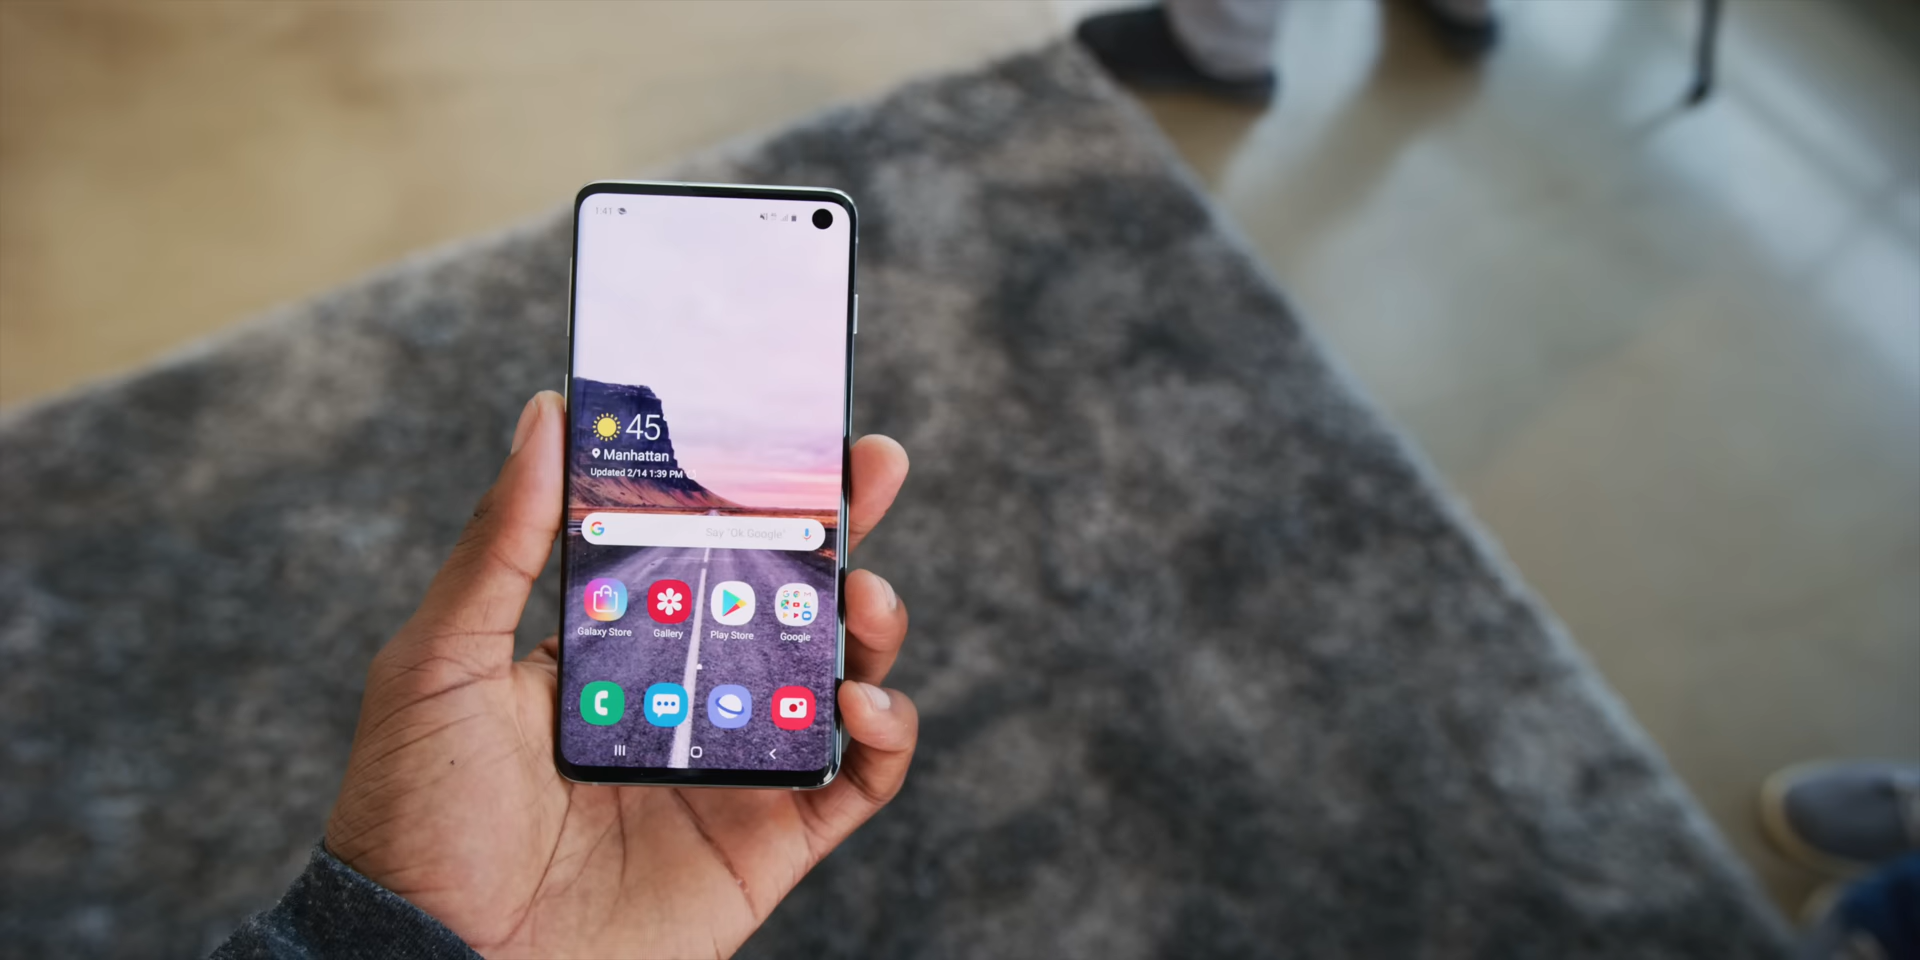 1:41
45
Manhattan
Updated 2/14 1:39 PM
Say "Ok Google"
Galaxy Store
Gallery
Play Store
Google